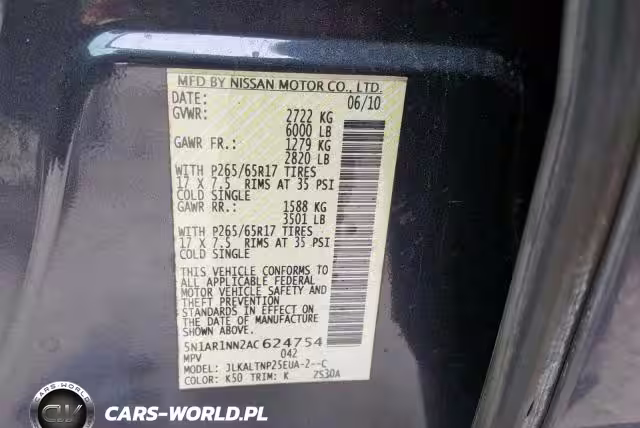 MFD BY NISSAN MOTOR CO., LTD.
DATE: 06/10
GVWR: 2722 KG
6000 LB
GAWR FR.: 1279 KG
2820 LB
WITH P265/65R17 TIRES
17 X 7.5 RIMS AT 35 PSI
COLD SINGLE
GAWR RR.: 1588 KG
3501 LB
WITH P265/65R17 TIRES
17 X 7.5 RIMS AT 35 PSI
COLD SINGLE
THIS VEHICLE CONFORMS TO
ALL APPLICABLE FEDERAL
MOTOR VEHICLE SAFETY AND
THEFT PREVENTION
STANDARDS IN EFFECT ON
THE DATE OF MANUFACTURE
SHOWN ABOVE.
5N1AR1NN2AC624754
MPV 042
MODEL: JLKALTNP25EUA-2--C
COLOR: K50 TRIM: K ZS30A
CARS-WORLD.PL